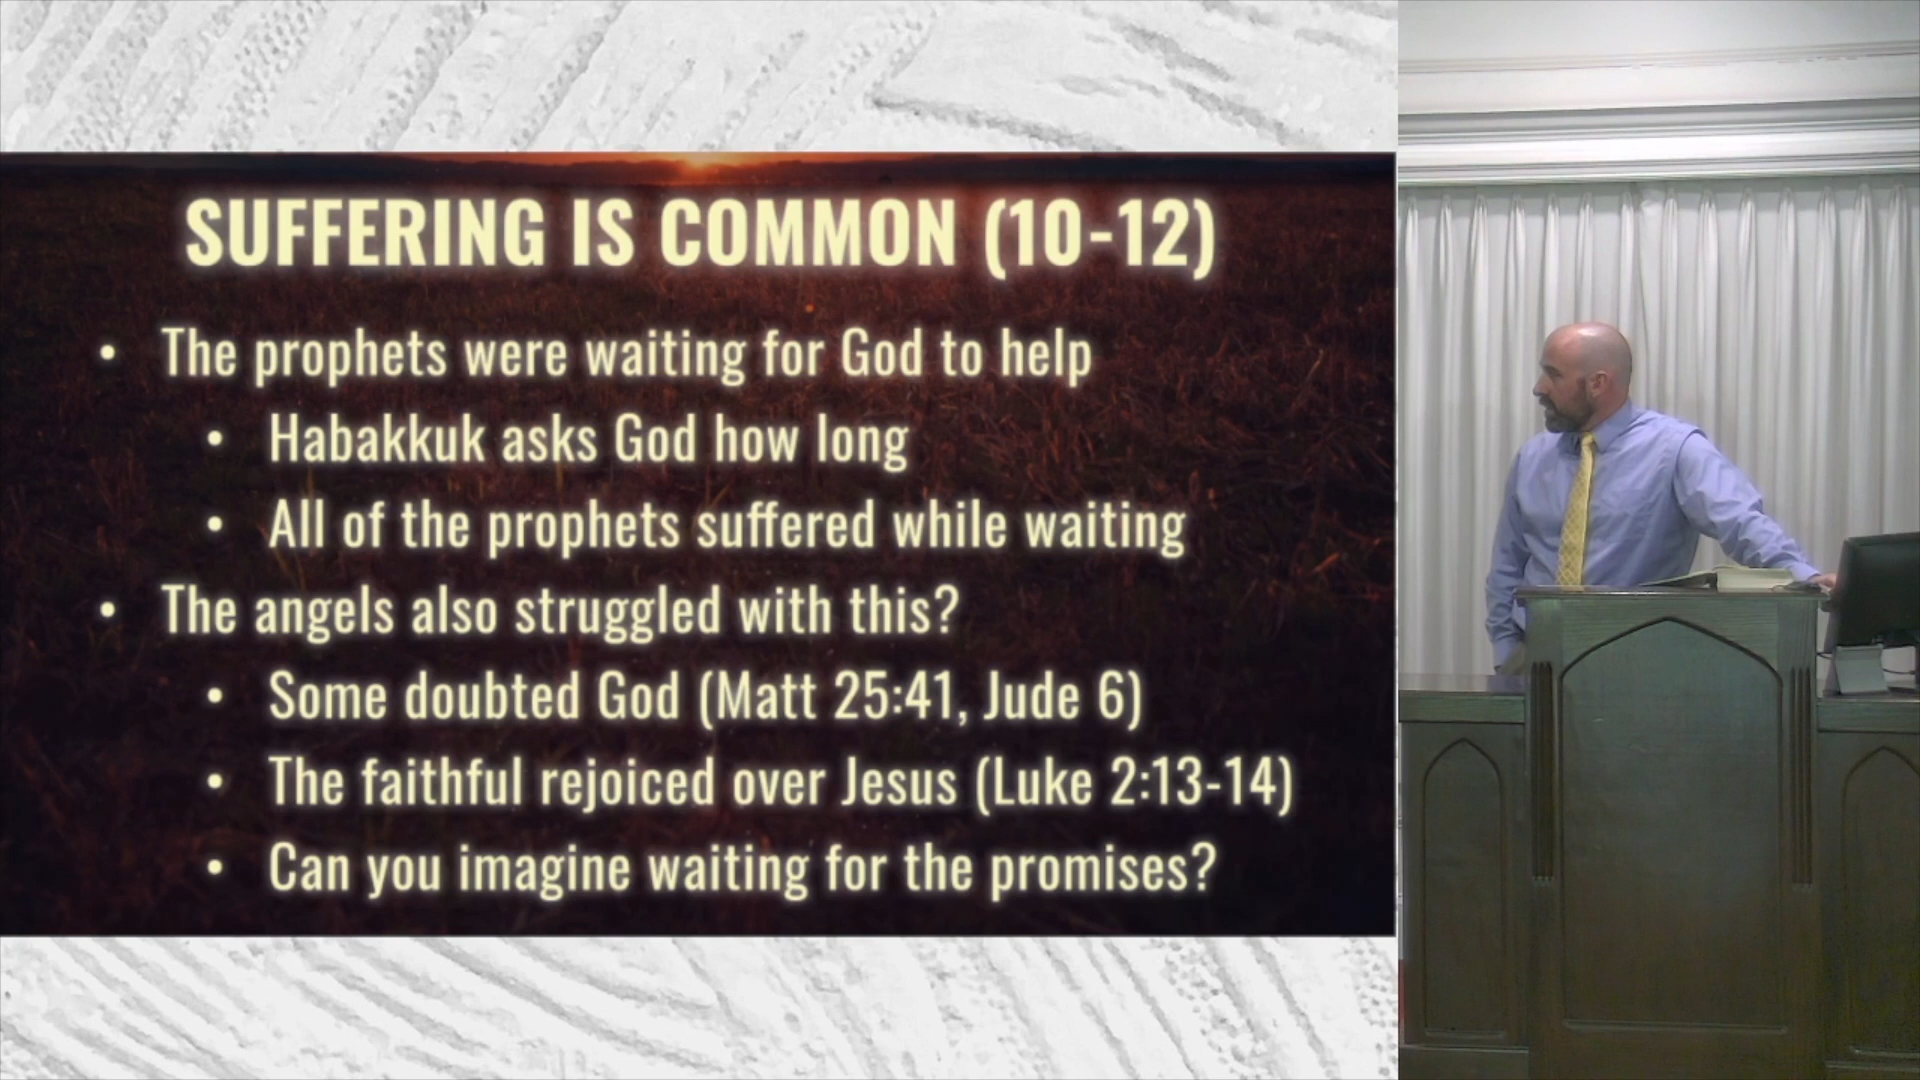 SUFFERING IS COMMON (10-12)
• The prophets were waiting for God to help
• Habakkuk asks God how long
• All of the prophets suffered while waiting
• The angels also struggled with this?
• Some doubted God (Matt 25:41, Jude 6)
• The faithful rejoiced over Jesus (Luke 2:13-14)
• Can you imagine waiting for the promises?